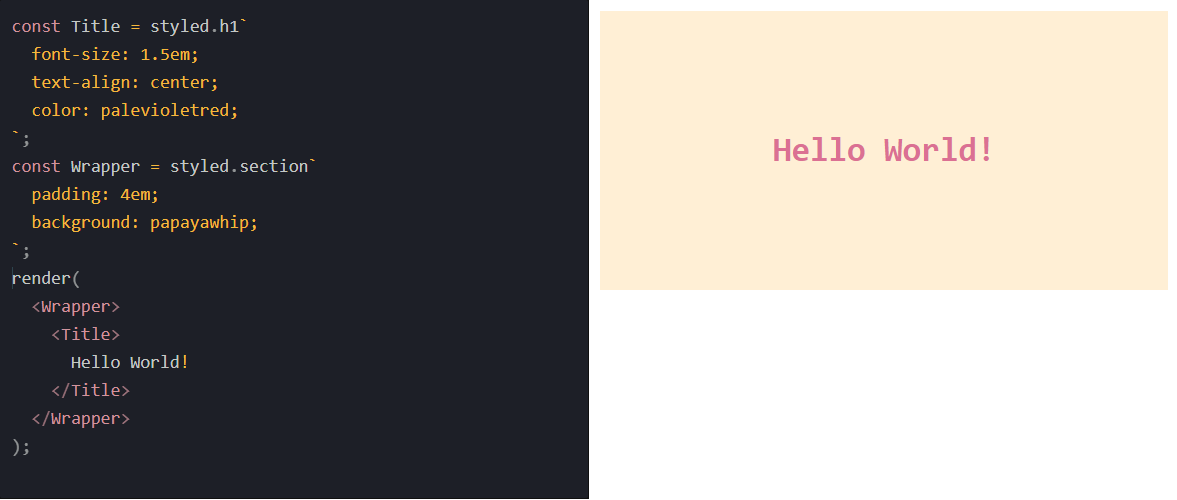 const Title = styled.h1`
  font-size: 1.5em;
  text-align: center;
  color: palevioletred;
`;
const Wrapper = styled.section`
  padding: 4em;
  background: papayawhip;
`;
render(
  <Wrapper>
    <Title>
      Hello World!
    </Title>
  </Wrapper>
);
Hello World!